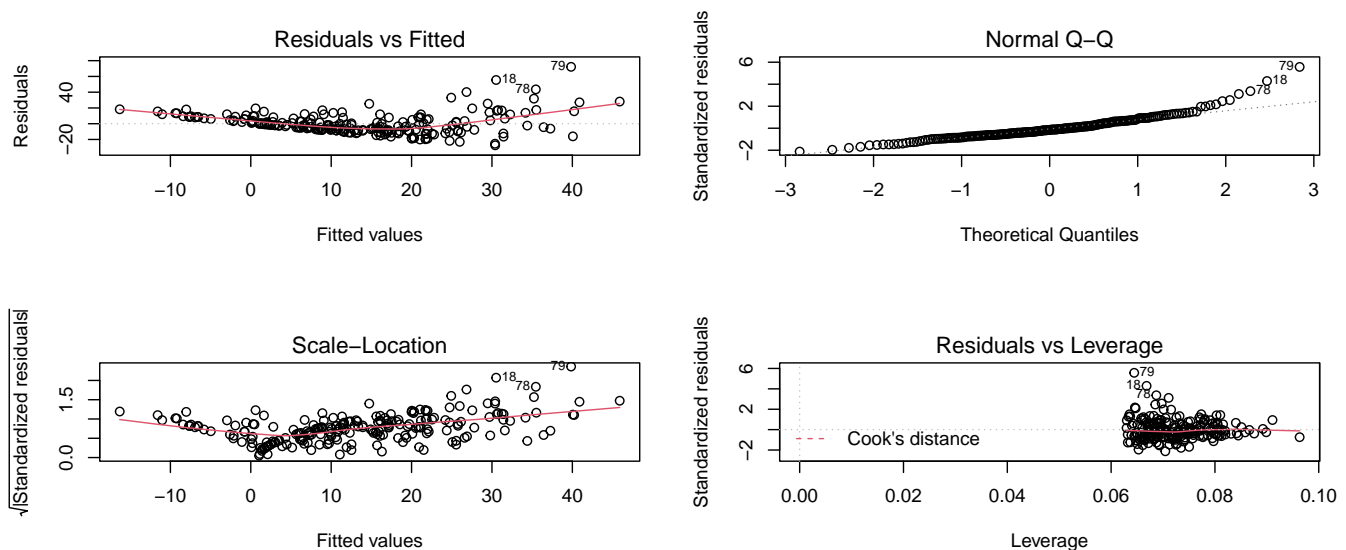 Residuals vs Fitted
Residuals
40
−20
79
18
78
−10 0 10 20 30 40
Fitted values
Normal Q−Q
Standardized residuals
6
2
−2
79
18
78
−3 −2 −1 0 1 2 3
Theoretical Quantiles
Scale−Location
√|Standardized residuals|
1.5
0.0
79
18
78
−10 0 10 20 30 40
Fitted values
Residuals vs Leverage
Standardized residuals
6
2
−2
79
18
78
Cook's distance
0.00 0.02 0.04 0.06 0.08 0.10
Leverage